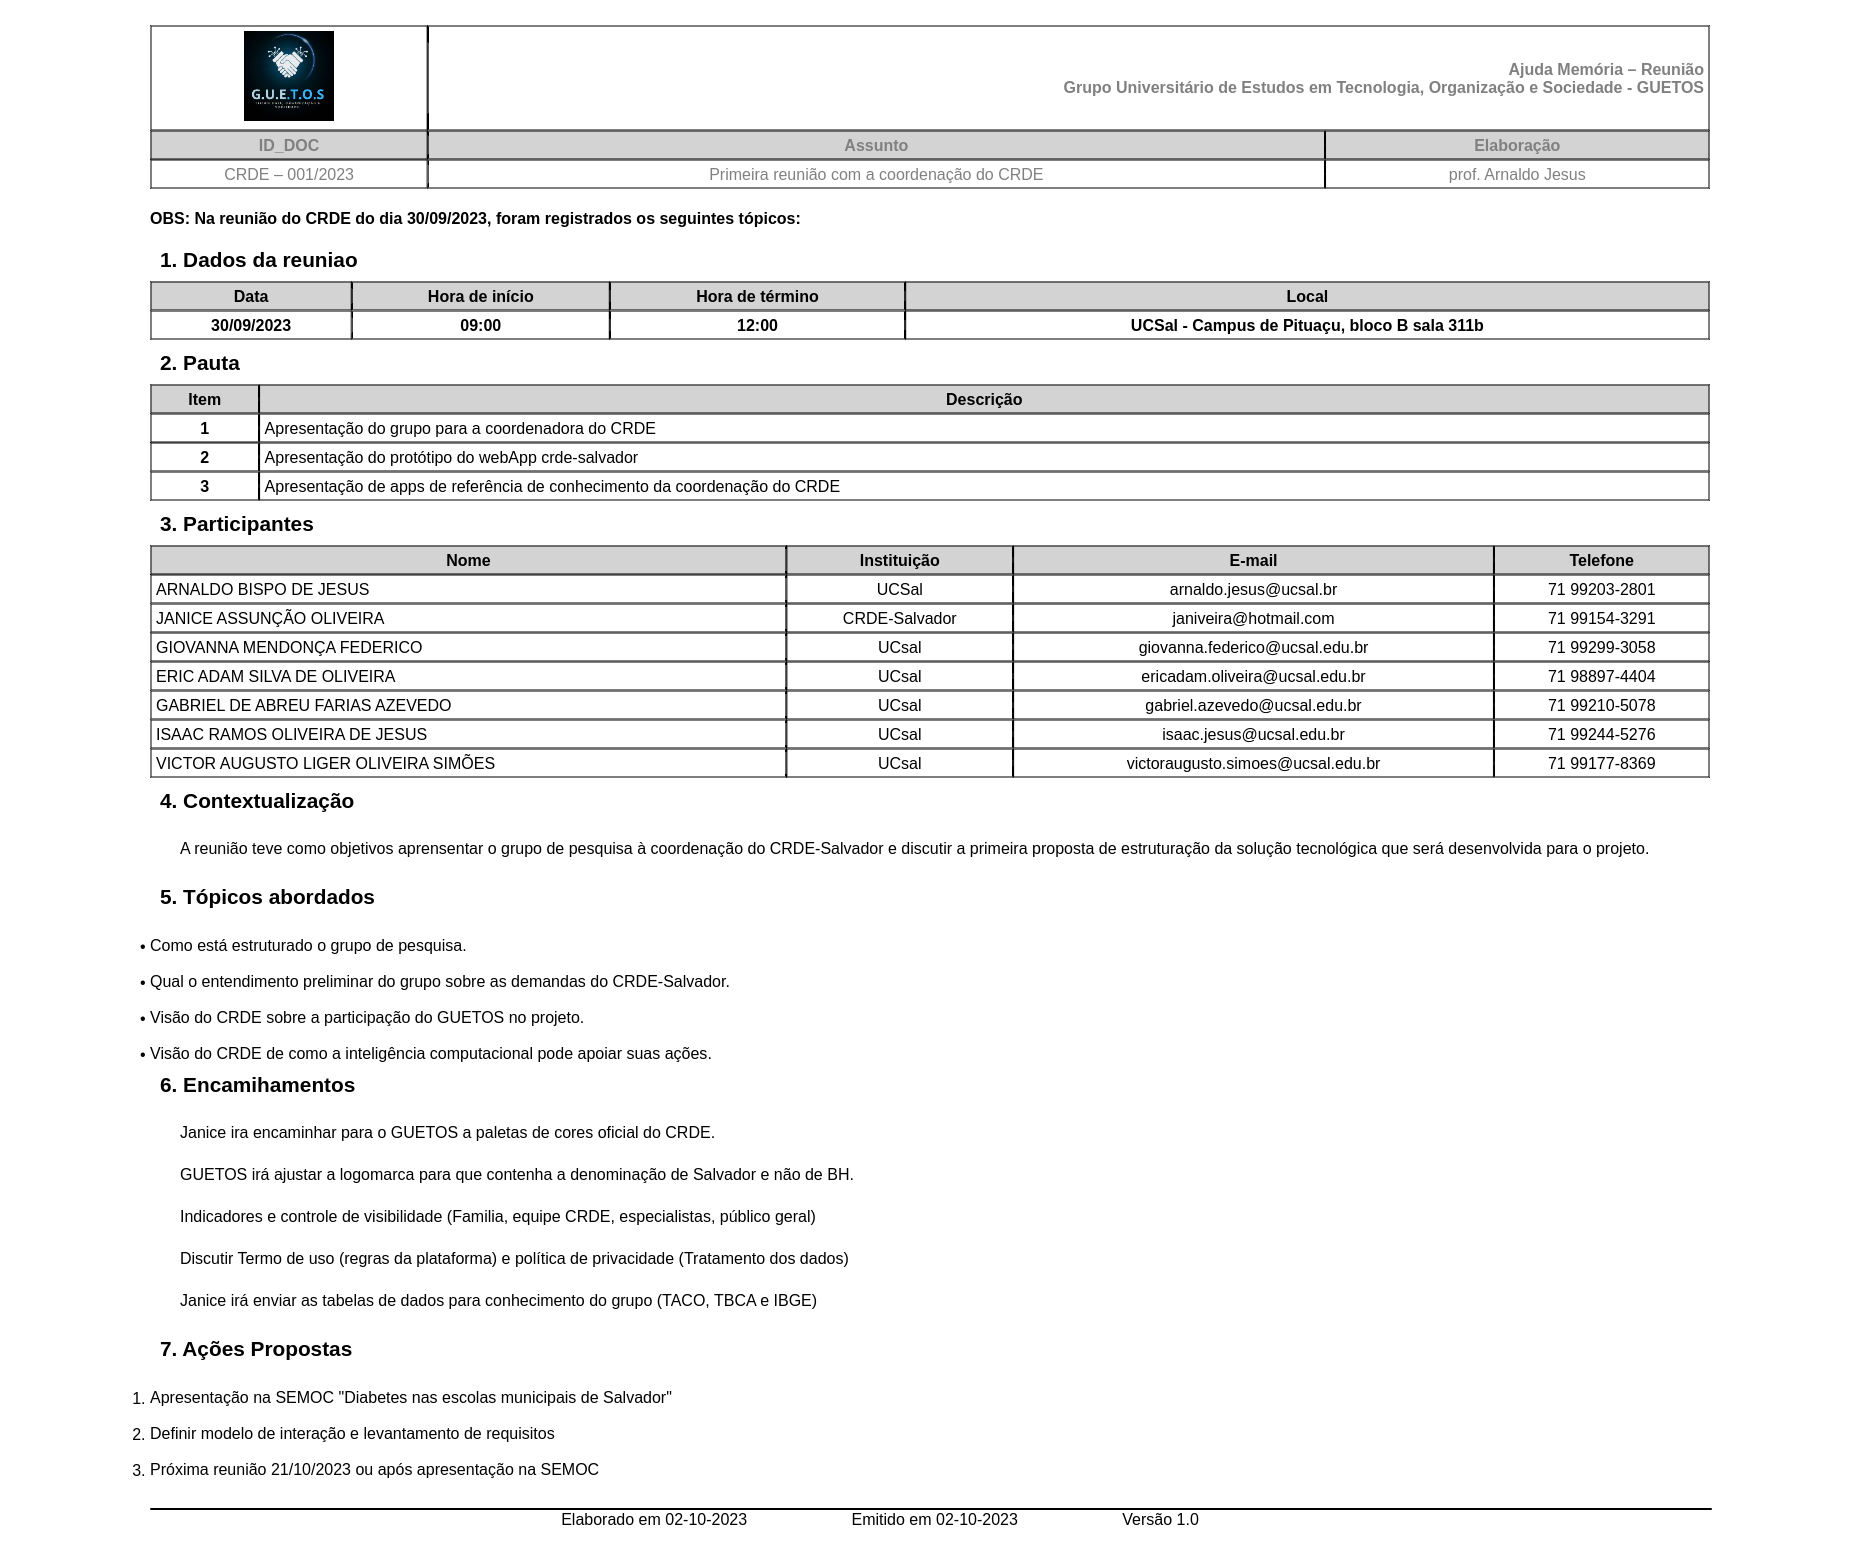 G.U.E.T.O.S
Ajuda Memória – Reunião
Grupo Universitário de Estudos em Tecnologia, Organização e Sociedade - GUETOS
ID_DOC Assunto Elaboração
CRDE – 001/2023 Primeira reunião com a coordenação do CRDE prof. Arnaldo Jesus
OBS: Na reunião do CRDE do dia 30/09/2023, foram registrados os seguintes tópicos:
1. Dados da reuniao
Data Hora de início Hora de término Local
30/09/2023 09:00 12:00 UCSal - Campus de Pituaçu, bloco B sala 311b
2. Pauta
Item Descrição
1 Apresentação do grupo para a coordenadora do CRDE
2 Apresentação do protótipo do webApp crde-salvador
3 Apresentação de apps de referência de conhecimento da coordenação do CRDE
3. Participantes
Nome Instituição E-mail Telefone
ARNALDO BISPO DE JESUS UCSal arnaldo.jesus@ucsal.br 71 99203-2801
JANICE ASSUNÇÃO OLIVEIRA CRDE-Salvador janiveira@hotmail.com 71 99154-3291
GIOVANNA MENDONÇA FEDERICO UCsal giovanna.federico@ucsal.edu.br 71 99299-3058
ERIC ADAM SILVA DE OLIVEIRA UCsal ericadam.oliveira@ucsal.edu.br 71 98897-4404
GABRIEL DE ABREU FARIAS AZEVEDO UCsal gabriel.azevedo@ucsal.edu.br 71 99210-5078
ISAAC RAMOS OLIVEIRA DE JESUS UCsal isaac.jesus@ucsal.edu.br 71 99244-5276
VICTOR AUGUSTO LIGER OLIVEIRA SIMÕES UCsal victoraugusto.simoes@ucsal.edu.br 71 99177-8369
4. Contextualização
A reunião teve como objetivos aprensentar o grupo de pesquisa à coordenação do CRDE-Salvador e discutir a primeira proposta de estruturação da solução tecnológica que será desenvolvida para o projeto.
5. Tópicos abordados
• Como está estruturado o grupo de pesquisa.
• Qual o entendimento preliminar do grupo sobre as demandas do CRDE-Salvador.
• Visão do CRDE sobre a participação do GUETOS no projeto.
• Visão do CRDE de como a inteligência computacional pode apoiar suas ações.
6. Encamihamentos
Janice ira encaminhar para o GUETOS a paletas de cores oficial do CRDE.
GUETOS irá ajustar a logomarca para que contenha a denominação de Salvador e não de BH.
Indicadores e controle de visibilidade (Familia, equipe CRDE, especialistas, público geral)
Discutir Termo de uso (regras da plataforma) e política de privacidade (Tratamento dos dados)
Janice irá enviar as tabelas de dados para conhecimento do grupo (TACO, TBCA e IBGE)
7. Ações Propostas
1. Apresentação na SEMOC "Diabetes nas escolas municipais de Salvador"
2. Definir modelo de interação e levantamento de requisitos
3. Próxima reunião 21/10/2023 ou após apresentação na SEMOC
Elaborado em 02-10-2023 Emitido em 02-10-2023 Versão 1.0